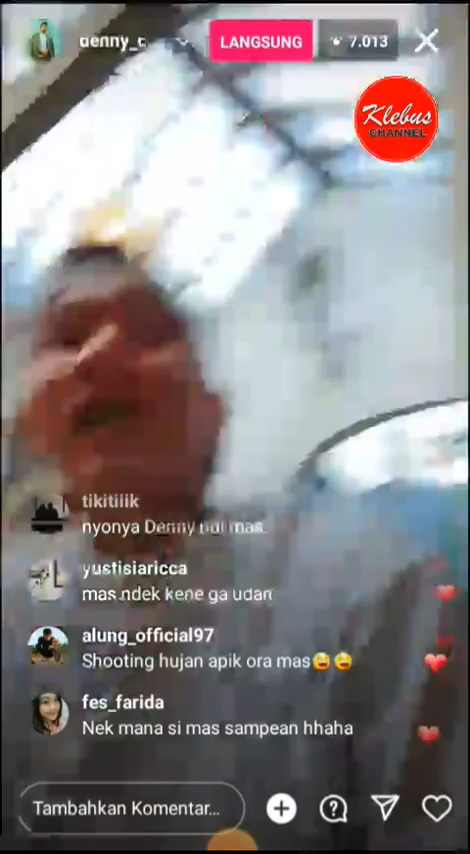 LANGSUNG
7.013
Klebus
CHANNEL
tikitiiik
nyonya Denny mas
yustisiaricca
mas ndek kene ga udan
alung_official97
Shooting hujan apik ora mas😅😅
fes_farida
Nek mana si mas sampean hhaha
Tambahkan Komentar...